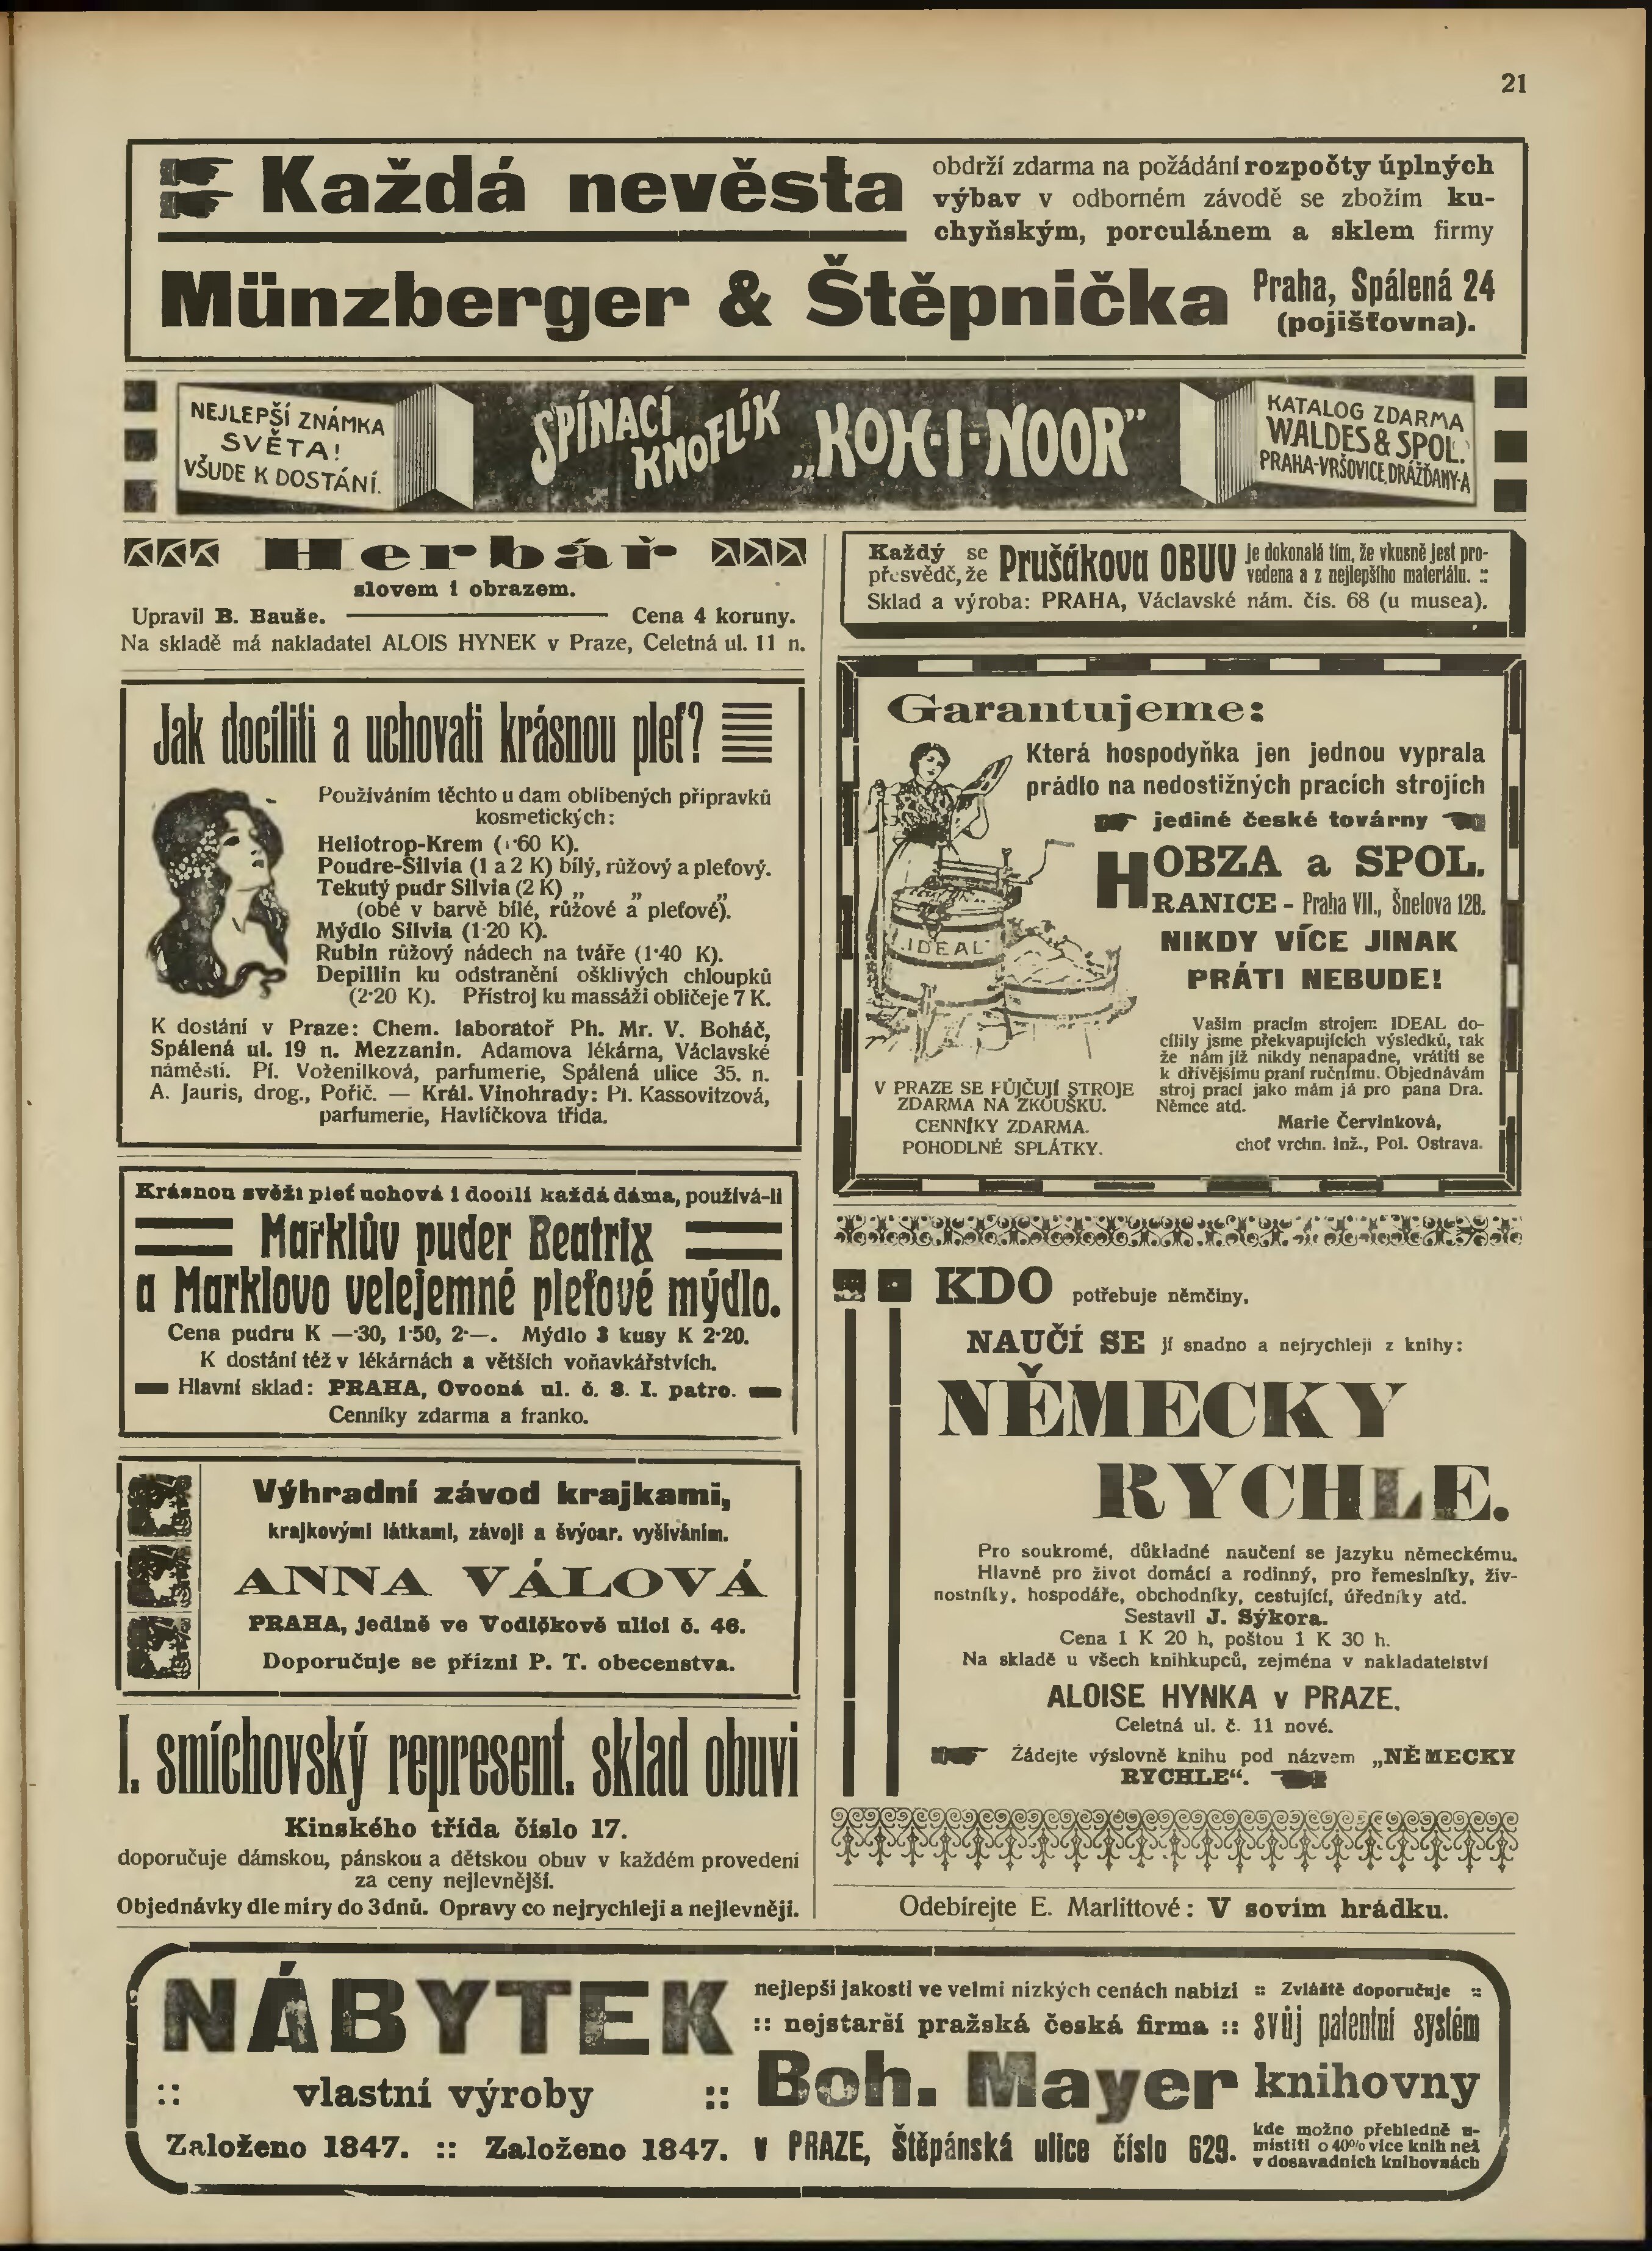 21
Každá nevěsta
obdrží zdarma na požádání rozpočty úplných
výbav v odborném závodě se zbožím ku-
chyňským, porculánem a sklem firmy
Münzberger & Štěpnička
Praha, Spálená 24
(pojišťovna).
NEJLEPŠÍ ZNÁMKA
SVĚTA!
VŠUDE K DOSTÁNÍ.
SPÍNACÍ
KNOFLÍK
„KOH-I-NOOR”
KATALOG ZDARMA
WALDES & SPOL.
PRAHA-VRŠOVICE, DRÁŽĎANY-A
Herbář
slovem i obrazem.
Upravil B. Bauše. Cena 4 koruny.
Na skladě má nakladatel ALOIS HYNEK v Praze, Celetná ul. 11 n.
Jak docíliti a uchovati krásnou pleť?
Používáním těchto u dam oblíbených přípravků
kosmetických:
Heliotrop-Krem (1·60 K).
Poudre-Silvia (1 a 2 K) bílý, růžový a pleťový.
Tekutý pudr Silvia (2 K) „ „ „
(obé v barvě bílé, růžové a pleťové).
Mýdlo Silvia (1·20 K).
Rubin růžový nádech na tváře (1·40 K).
Depillin ku odstranění ošklivých chloupků
(2·20 K). Přístroj ku massáži obličeje 7 K.
K dostání v Praze: Chem. laboratoř Ph. Mr. V. Boháč,
Spálená ul. 19 n. Mezzanin. Adamova lékárna, Václavské
náměstí. Pí. Voženílková, parfumerie, Spálená ulice 35. n.
A. Jauris, drog., Poříč. — Král. Vinohrady: Pí. Kassovitzová,
parfumerie, Havlíčkova třída.
Krásnou svěží pleť uchová i docílí každá dáma, používá-li
Marklův puder Beatrix
a Marklovo velejemné pleťové mýdlo.
Cena pudru K —·30, 1·50, 2·—. Mýdlo 3 kusy K 2·20.
K dostání též v lékárnách a větších voňavkářstvích.
Hlavní sklad: PRAHA, Ovocná ul. č. 8. I. patro.
Cenníky zdarma a franko.
Výhradní závod krajkami,
krajkovými látkami, závoji a švýcar. vyšíváním.
ANNA VÁLOVÁ
PRAHA, jedině ve Vodičkově ulici č. 46.
Doporučuje se přízni P. T. obecenstva.
I. smíchovský represent. sklad obuvi
Kinského třída číslo 17.
doporučuje dámskou, pánskou a dětskou obuv v každém provedení
za ceny nejlevnější.
Objednávky dle míry do 3 dnů. Opravy co nejrychleji a nejlevněji.
Každý se
přesvědč, že
Prušákova OBUV
je dokonalá tím, že vkusně jest pro-
vedena a z nejlepšího materiálu. ::
Sklad a výroba: PRAHA, Václavské nám. čís. 68 (u musea).
Garantujeme:
Která hospodyňka jen jednou vyprala
prádlo na nedostižných pracích strojích
jediné české továrny
HOBZA a SPOL.
HRANICE - Praha VII., Šnelova 128.
NIKDY VÍCE JINAK
PRÁTI NEBUDE!
„IDEAL”
V PRAZE SE PŮJČUJÍ STROJE
ZDARMA NA ZKOUŠKU.
CENNÍKY ZDARMA.
POHODLNÉ SPLÁTKY.
Vaším pracím strojem IDEAL do-
cílily jsme překvapujících výsledků, tak
že nám již nikdy nenapadne, vrátiti se
k dřívějšímu praní ručnímu. Objednávám
stroj prací jako mám já pro pana Dra.
Němce atd.
Marie Červinková,
choť vrchn. inž., Pol. Ostrava.
KDO potřebuje němčiny,
NAUČÍ SE jí snadno a nejrychleji z knihy:
NĚMECKY
RYCHLE.
Pro soukromé, důkladné naučení se jazyku německému.
Hlavně pro život domácí a rodinný, pro řemeslníky, živ-
nostníky, hospodáře, obchodníky, cestující, úředníky atd.
Sestavil J. Sýkora.
Cena 1 K 20 h, poštou 1 K 30 h.
Na skladě u všech knihkupců, zejména v nakladatelství
ALOISE HYNKA v PRAZE,
Celetná ul. č. 11 nové.
Žádejte výslovně knihu pod názvem „NĚMECKY
RYCHLE“.
Odebírejte E. Marlittové: V sovím hrádku.
NÁBYTEK
:: vlastní výroby ::
Založeno 1847. :: Založeno 1847.
nejlepší jakosti ve velmi nízkých cenách nabízí
:: nejstarší pražská česká firma ::
Boh. Mayer
v PRAZE, Štěpánská ulice číslo 629.
:: Zvláště doporučuje ::
svůj patentní systém
knihovny
kde možno přehledně u-
místiti o 40% více knih než
v dosavadních knihovnách